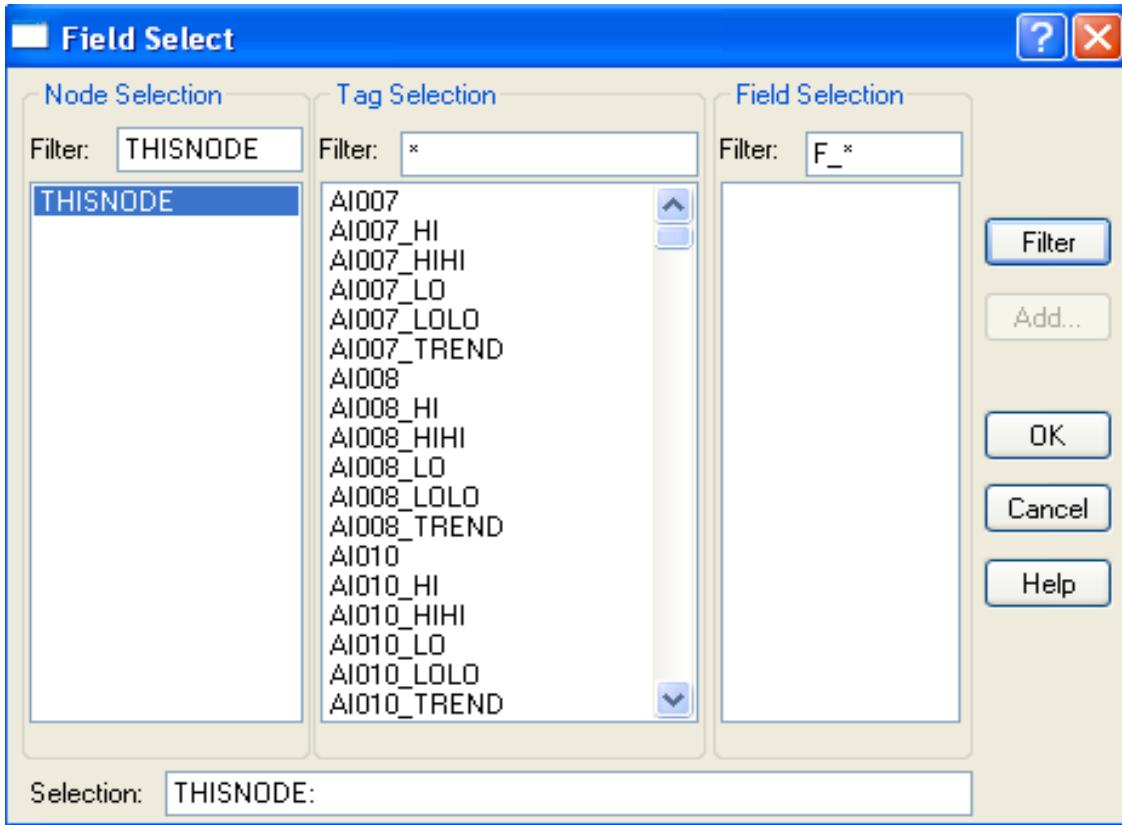 Field Select
Node Selection
Filter: THISNODE
THISNODE
Tag Selection
Filter: *
AI007
AI007_HI
AI007_HIHI
AI007_LO
AI007_LOLO
AI007_TREND
AI008
AI008_HI
AI008_HIHI
AI008_LO
AI008_LOLO
AI008_TREND
AI010
AI010_HI
AI010_HIHI
AI010_LO
AI010_LOLO
AI010_TREND
Field Selection
Filter: F_*
Filter
Add...
OK
Cancel
Help
Selection: THISNODE: